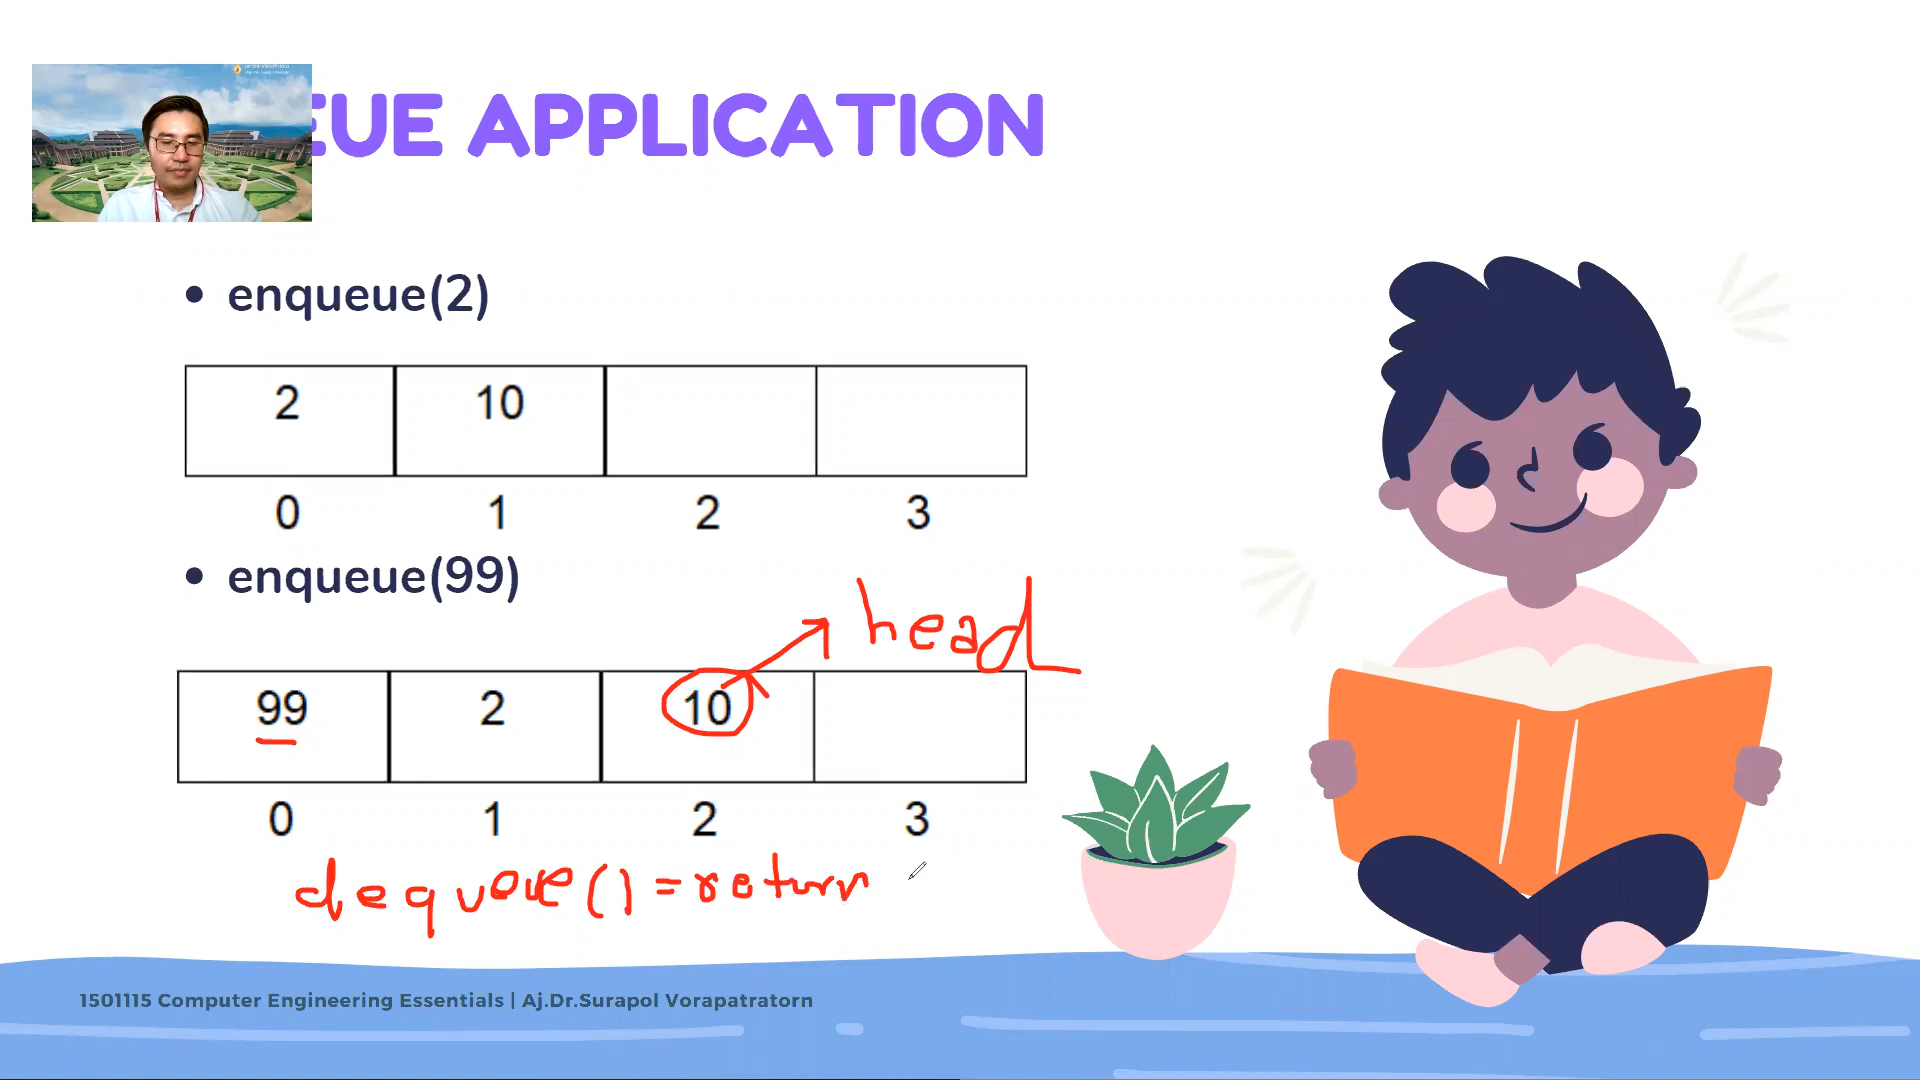 EUE APPLICATION
• enqueue(2)
2 10
0 1 2 3
• enqueue(99)
head
99 2 10
0 1 2 3
dequeue() = return
1501115 Computer Engineering Essentials | Aj.Dr.Surapol Vorapatratorn